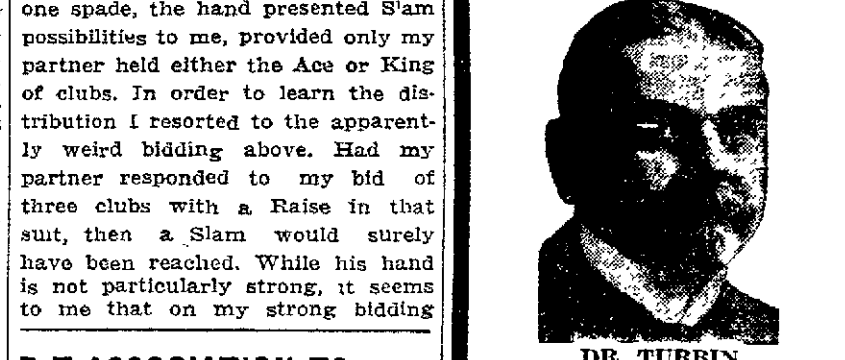 one spade, the hand presented S'am
possibilities to me, provided only my
partner held either the Ace or King
of clubs. In order to learn the dis-
tribution I resorted to the apparent-
ly weird bidding above. Had my
partner responded to my bid of
three clubs with a Raise in that
suit, then a Slam would surely
have been reached. While his hand
is not particularly strong, it seems
to me that on my strong bidding
DR. TURBIN